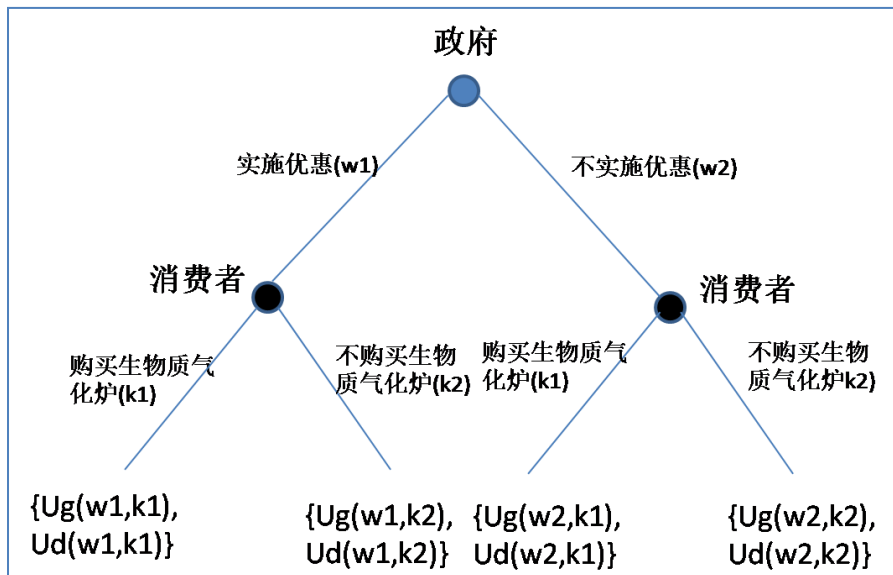 政府
实施优惠(w1)
不实施优惠(w2)
消费者
消费者
购买生物质气
化炉(k1)
不购买生物
质气化炉(k2)
购买生物质气
化炉(k1)
不购买生物
质气化炉k2)
{Ug(w1,k1),
Ud(w1,k1)}
{Ug(w1,k2),
Ud(w1,k2)}
{Ug(w2,k1),
Ud(w2,k1)}
{Ug(w2,k2),
Ud(w2,k2)}